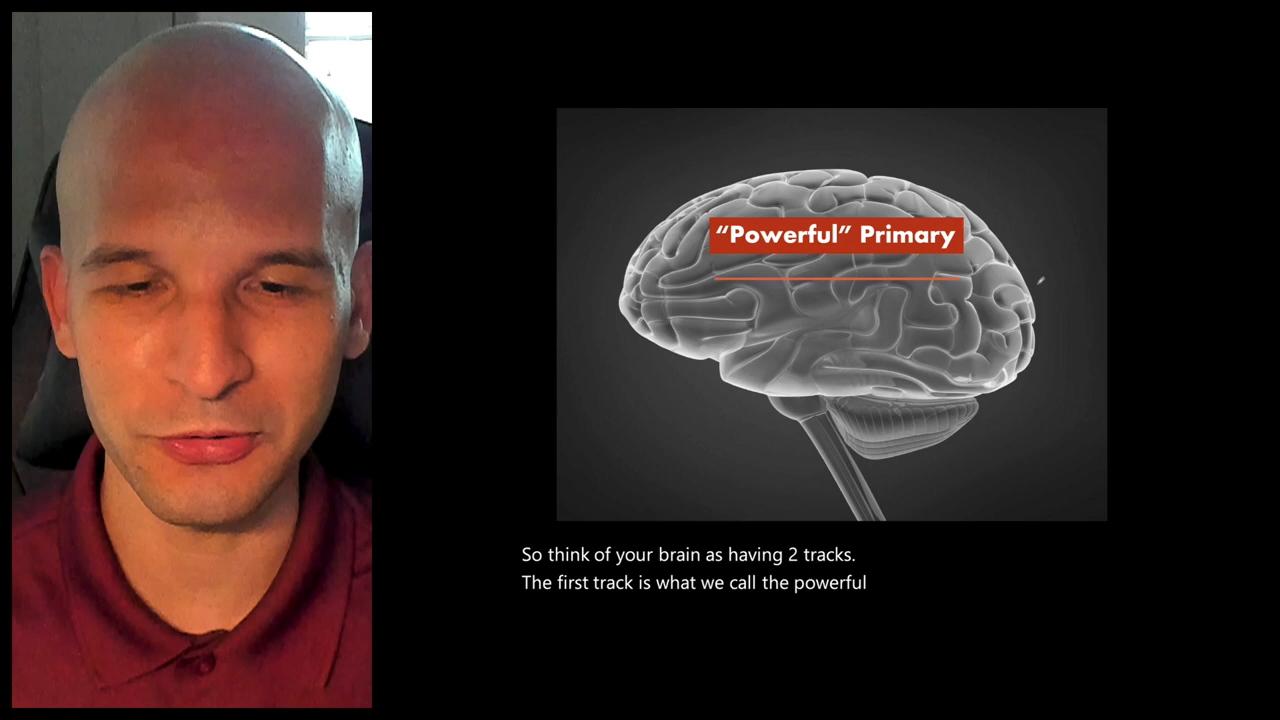 “Powerful” Primary
So think of your brain as having 2 tracks.
The first track is what we call the powerful